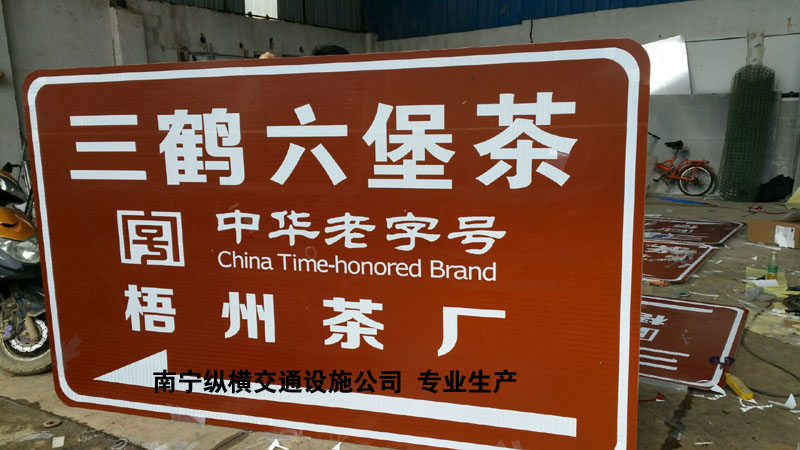 三鹤六堡茶
中华老字号
China Time-honored Brand
梧州茶厂
南宁纵横交通设施公司 专业生产